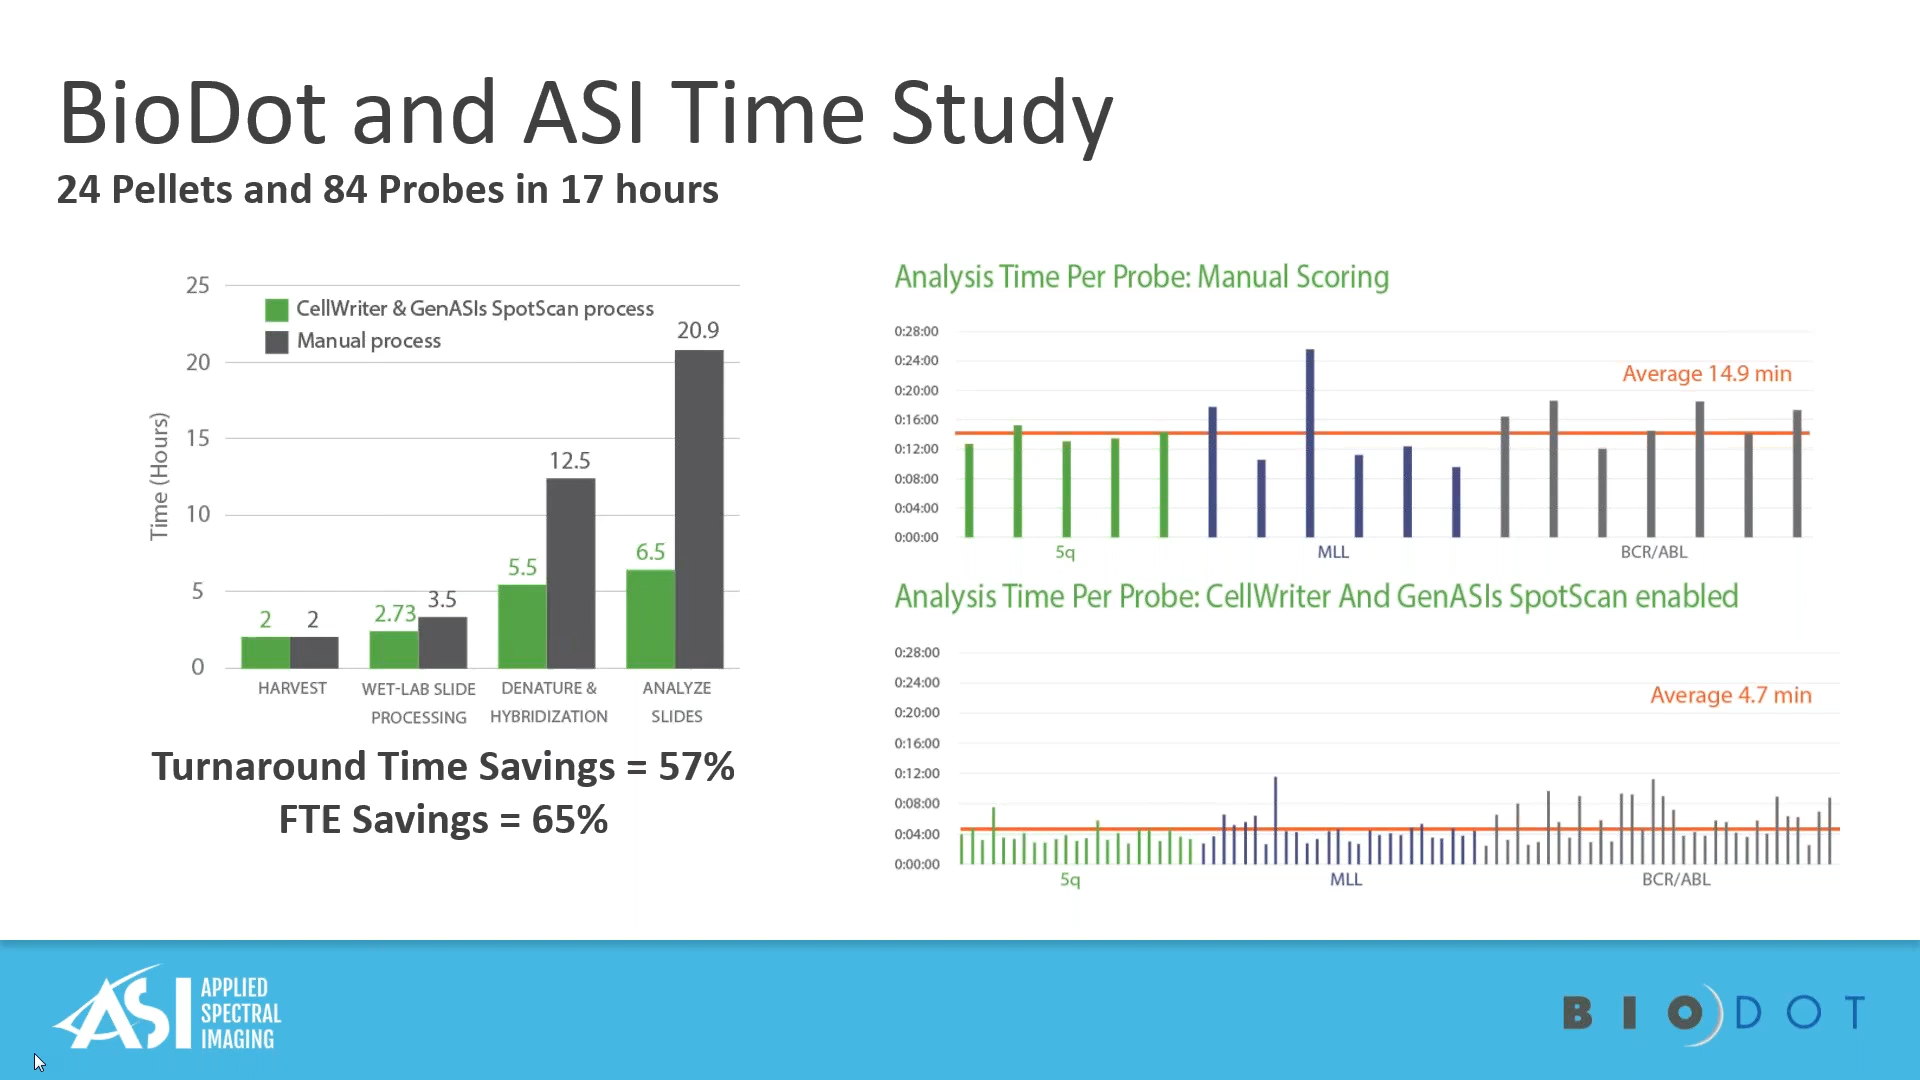 BioDot and ASI Time Study
24 Pellets and 84 Probes in 17 hours
25
20
15
10
5
0
Time (Hours)
CellWriter & GenASIs SpotScan process
Manual process
2
2
2.73
3.5
5.5
12.5
6.5
20.9
HARVEST
WET-LAB SLIDE
PROCESSING
DENATURE &
HYBRIDIZATION
ANALYZE
SLIDES
Turnaround Time Savings = 57%
FTE Savings = 65%
Analysis Time Per Probe: Manual Scoring
0:28:00
0:24:00
0:20:00
0:16:00
0:12:00
0:08:00
0:04:00
0:00:00
Average 14.9 min
5q
MLL
BCR/ABL
Analysis Time Per Probe: CellWriter And GenASIs SpotScan enabled
0:28:00
0:24:00
0:20:00
0:16:00
0:12:00
0:08:00
0:04:00
0:00:00
Average 4.7 min
5q
MLL
BCR/ABL
ASI
APPLIED
SPECTRAL
IMAGING
BIODOT